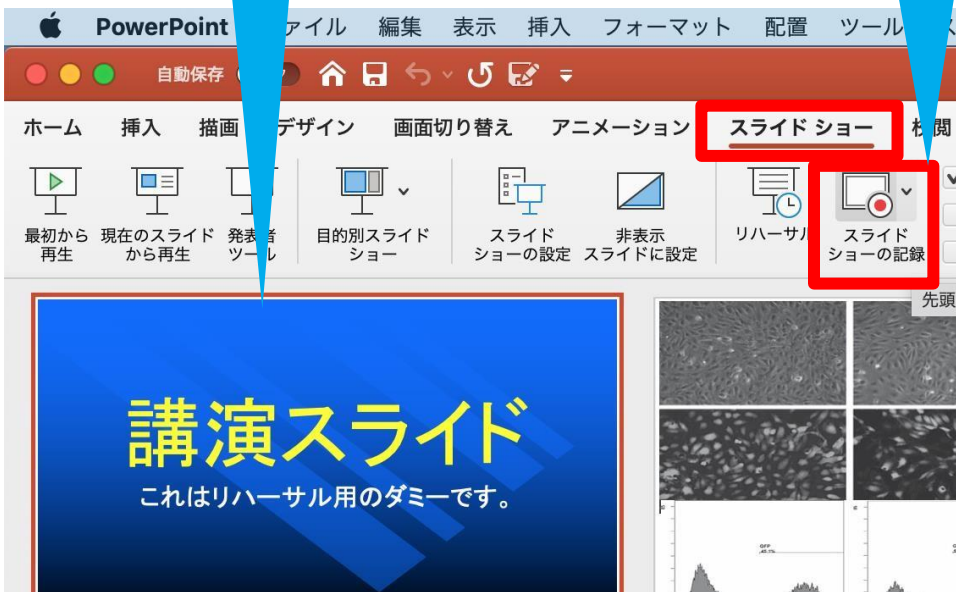 PowerPoint ファイル 編集 表示 挿入 フォーマット 配置 ツール
自動保存
ホーム 挿入 描画 デザイン 画面切り替え アニメーション スライド ショー 校閲
最初から
再生
現在のスライド
から再生
発表者
ツール
目的別スライド
ショー
スライド
ショーの設定
非表示
スライドに設定
リハーサル
スライド
ショーの記録
先頭
講演スライド
これはリハーサル用のダミーです。